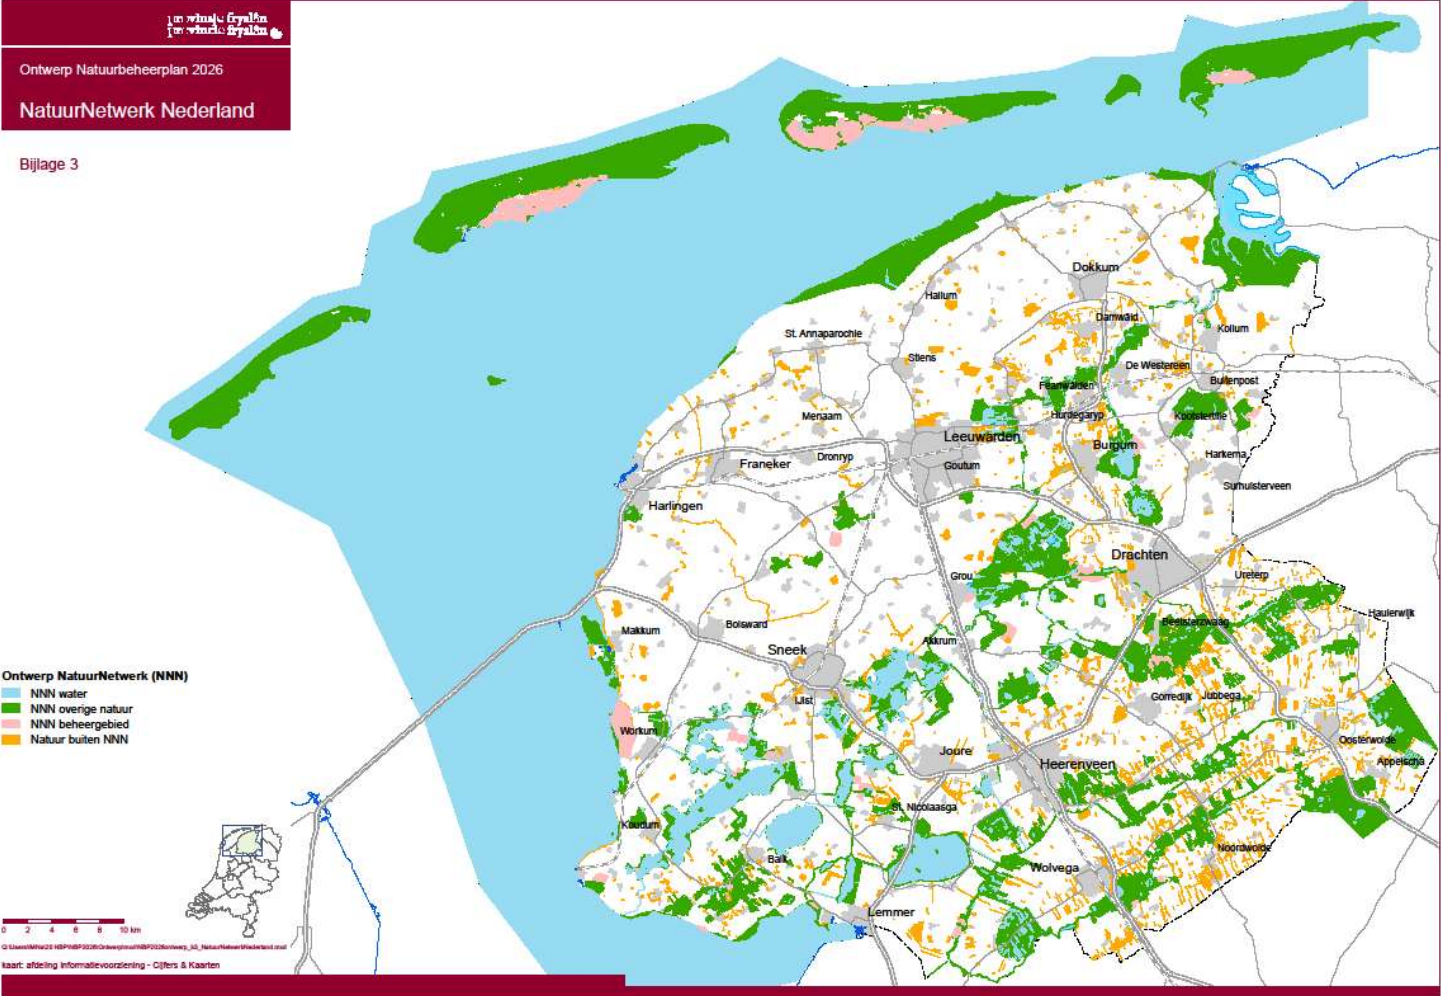 provinsje fryslân
provincie fryslân
Ontwerp Natuurbeheerplan 2026
NatuurNetwerk Nederland
Bijlage 3
Dokkum
Hallum
Damwâld
Kollum
St. Annaparochie
Stiens
De Westereen
Feanwâlden
Buitenpost
Menaam
Hurdegaryp
Kootstertille
Leeuwarden
Burgum
Dronryp
Franeker
Goutum
Harkema
Surhuisterveen
Harlingen
Drachten
Grou
Ureterp
Haulerwijk
Makkum
Bolsward
Beetsterzwaag
Akkrum
Sneek
IJlst
Gorredijk
Jubbega
Workum
Oosterwolde
Joure
Heerenveen
Appelscha
St. Nicolaasga
Koudum
Noordwolde
Balk
Wolvega
Lemmer
Ontwerp NatuurNetwerk (NNN)
NNN water
NNN overige natuur
NNN beheergebied
Natuur buiten NNN
0 2 4 6 8 10 km
kaart: afdeling Informatievoorziening - Cijfers & Kaarten